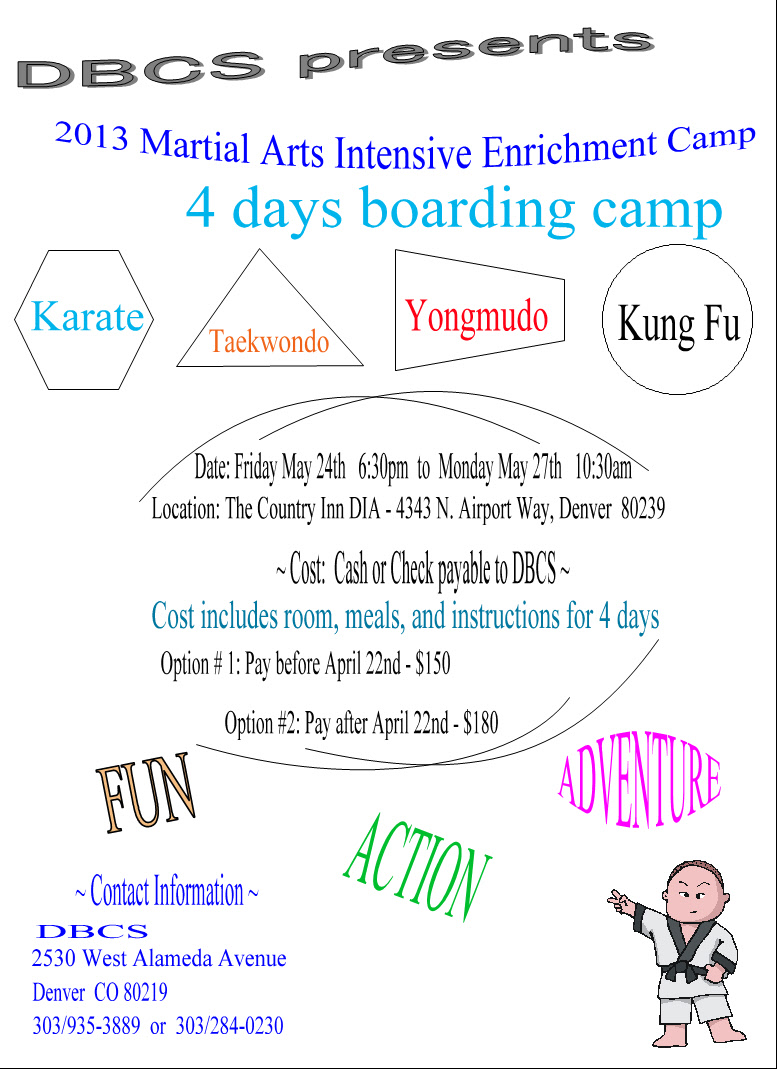 DBCS presents
2013 Martial Arts Intensive Enrichment Camp
4 days boarding camp
Karate
Taekwondo
Yongmudo
Kung Fu
Date: Friday May 24th 6:30pm to Monday May 27th 10:30am
Location: The Country Inn DIA - 4343 N. Airport Way, Denver 80239
~ Cost: Cash or Check payable to DBCS ~
Cost includes room, meals, and instructions for 4 days
Option # 1: Pay before April 22nd - $150
Option #2: Pay after April 22nd - $180
FUN
ADVENTURE
ACTION
~ Contact Information ~
DBCS
2530 West Alameda Avenue
Denver CO 80219
303/935-3889 or 303/284-0230